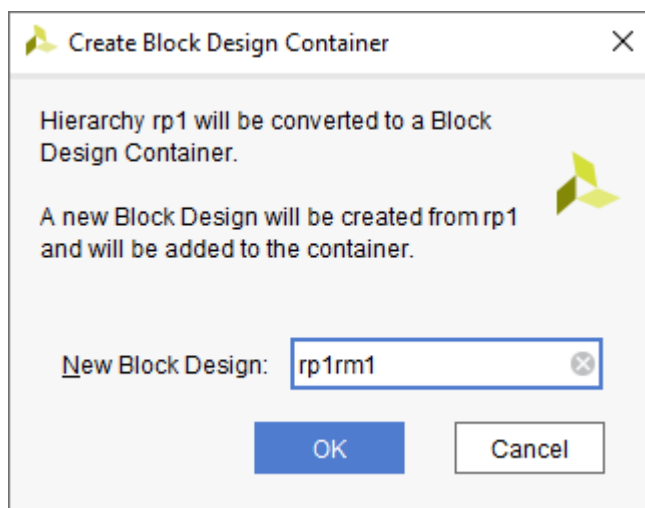 Create Block Design Container
Hierarchy rp1 will be converted to a Block
Design Container.
A new Block Design will be created from rp1
and will be added to the container.
New Block Design: rp1rm1
OK Cancel